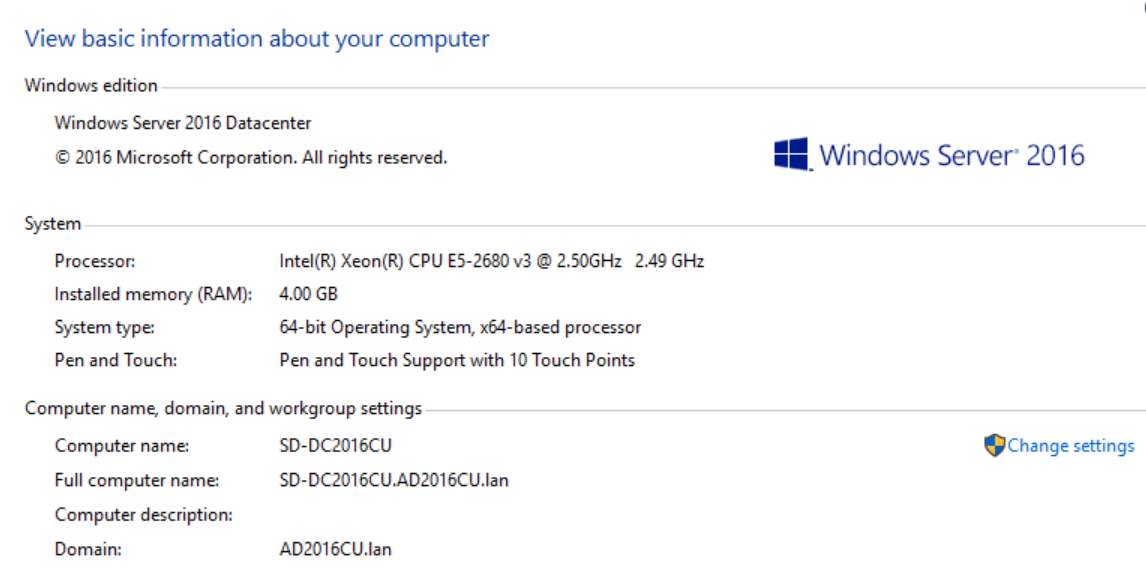 View basic information about your computer
Windows edition
Windows Server 2016 Datacenter
© 2016 Microsoft Corporation. All rights reserved.
Windows Server® 2016
System
Processor: Intel(R) Xeon(R) CPU E5-2680 v3 @ 2.50GHz 2.49 GHz
Installed memory (RAM): 4.00 GB
System type: 64-bit Operating System, x64-based processor
Pen and Touch: Pen and Touch Support with 10 Touch Points
Computer name, domain, and workgroup settings
Computer name: SD-DC2016CU
Change settings
Full computer name: SD-DC2016CU.AD2016CU.lan
Computer description:
Domain: AD2016CU.lan